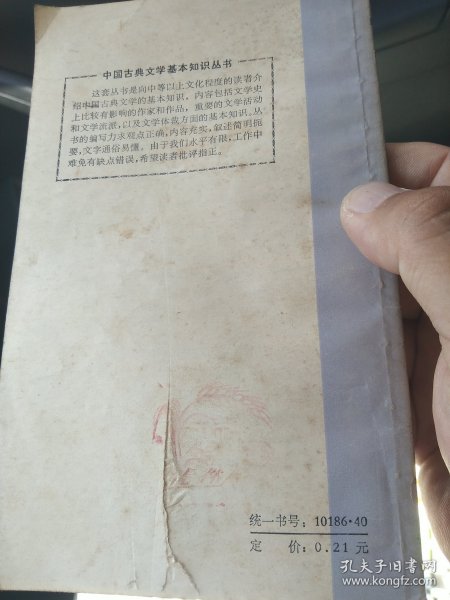 中国古典文学基本知识丛书
这套丛书是向中等以上文化程度的读者介
绍中国古典文学的基本知识，内容包括文学史
上比较有影响的作家和作品，重要的文学活动
和文学流派，以及文学体裁方面的基本知识。丛
书的编写力求观点正确，内容充实，叙述简明扼
要，文字通俗易懂。由于我们水平有限，工作中
难免有缺点错误，希望读者批评指正。
统一书号：10186·40
定 价：0.21 元
孔夫子旧书网
www.kongfz.com